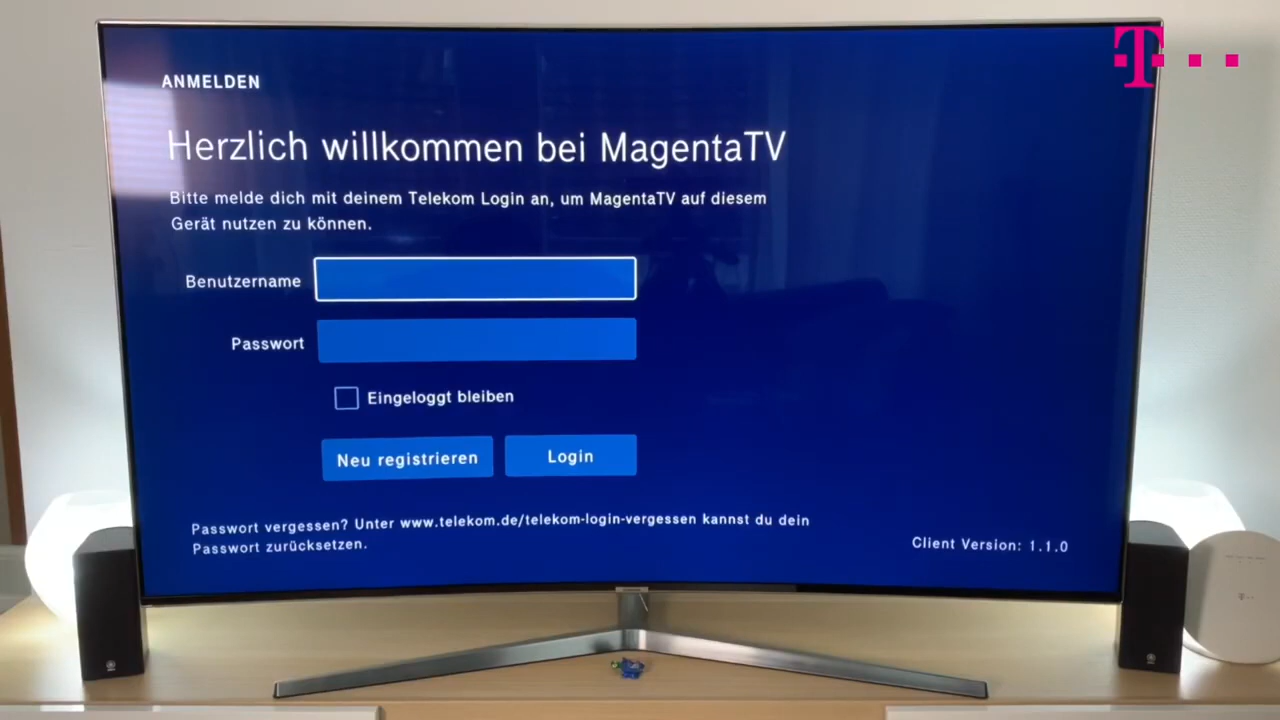 T
ANMELDEN
Herzlich willkommen bei MagentaTV
Bitte melde dich mit deinem Telekom Login an, um MagentaTV auf diesem
Gerät nutzen zu können.
Benutzername
Passwort
Eingeloggt bleiben
Neu registrieren
Login
Passwort vergessen? Unter www.telekom.de/telekom-login-vergessen kannst du dein
Passwort zurücksetzen.
Client Version: 1.1.0
T